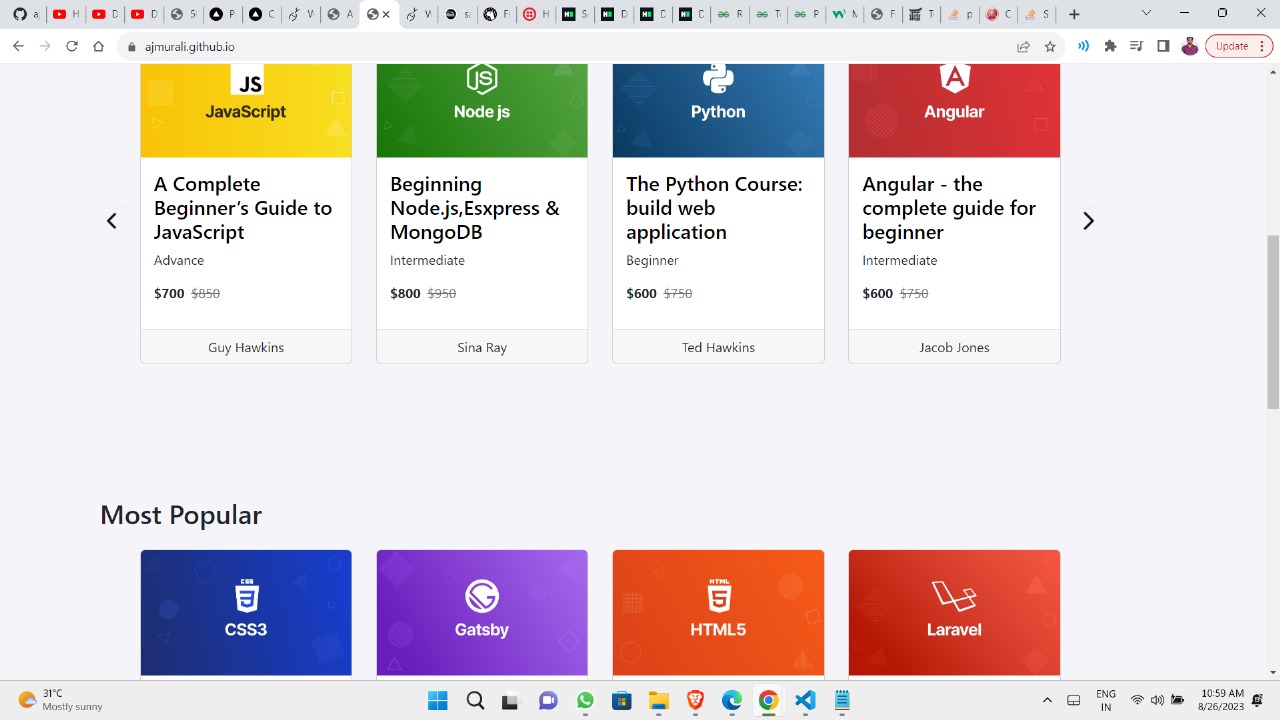 ajmurali.github.io
Update
JS
JavaScript
Node js
Python
Angular
A Complete
Beginner's Guide to
JavaScript
Advance
$700 $850
Guy Hawkins
Beginning
Node.js,Esxpress &
MongoDB
Intermediate
$800 $950
Sina Ray
The Python Course:
build web
application
Beginner
$600 $750
Ted Hawkins
Angular - the
complete guide for
beginner
Intermediate
$600 $750
Jacob Jones
Most Popular
CSS
CSS3
Gatsby
HTML
5
HTML5
Laravel
31°C
Mostly sunny
ENG
IN
10:59 AM
8/26/2023